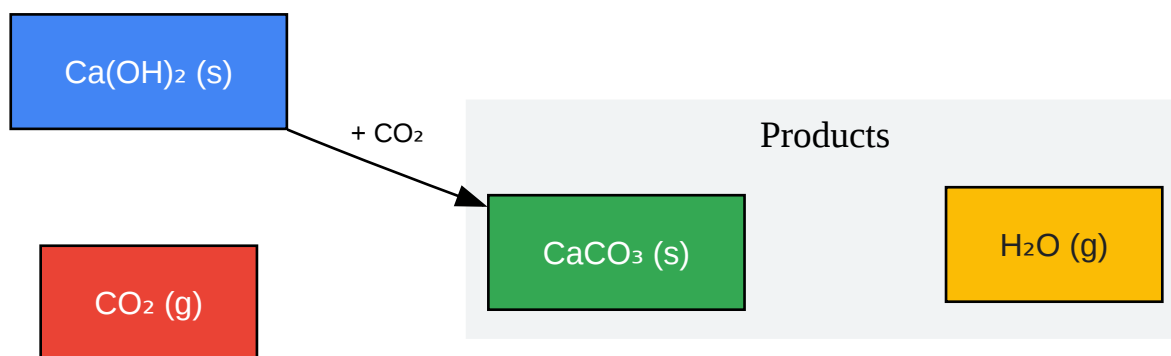 Ca(OH)₂ (s)
+ CO₂
Products
CaCO₃ (s)
H₂O (g)
CO₂ (g)